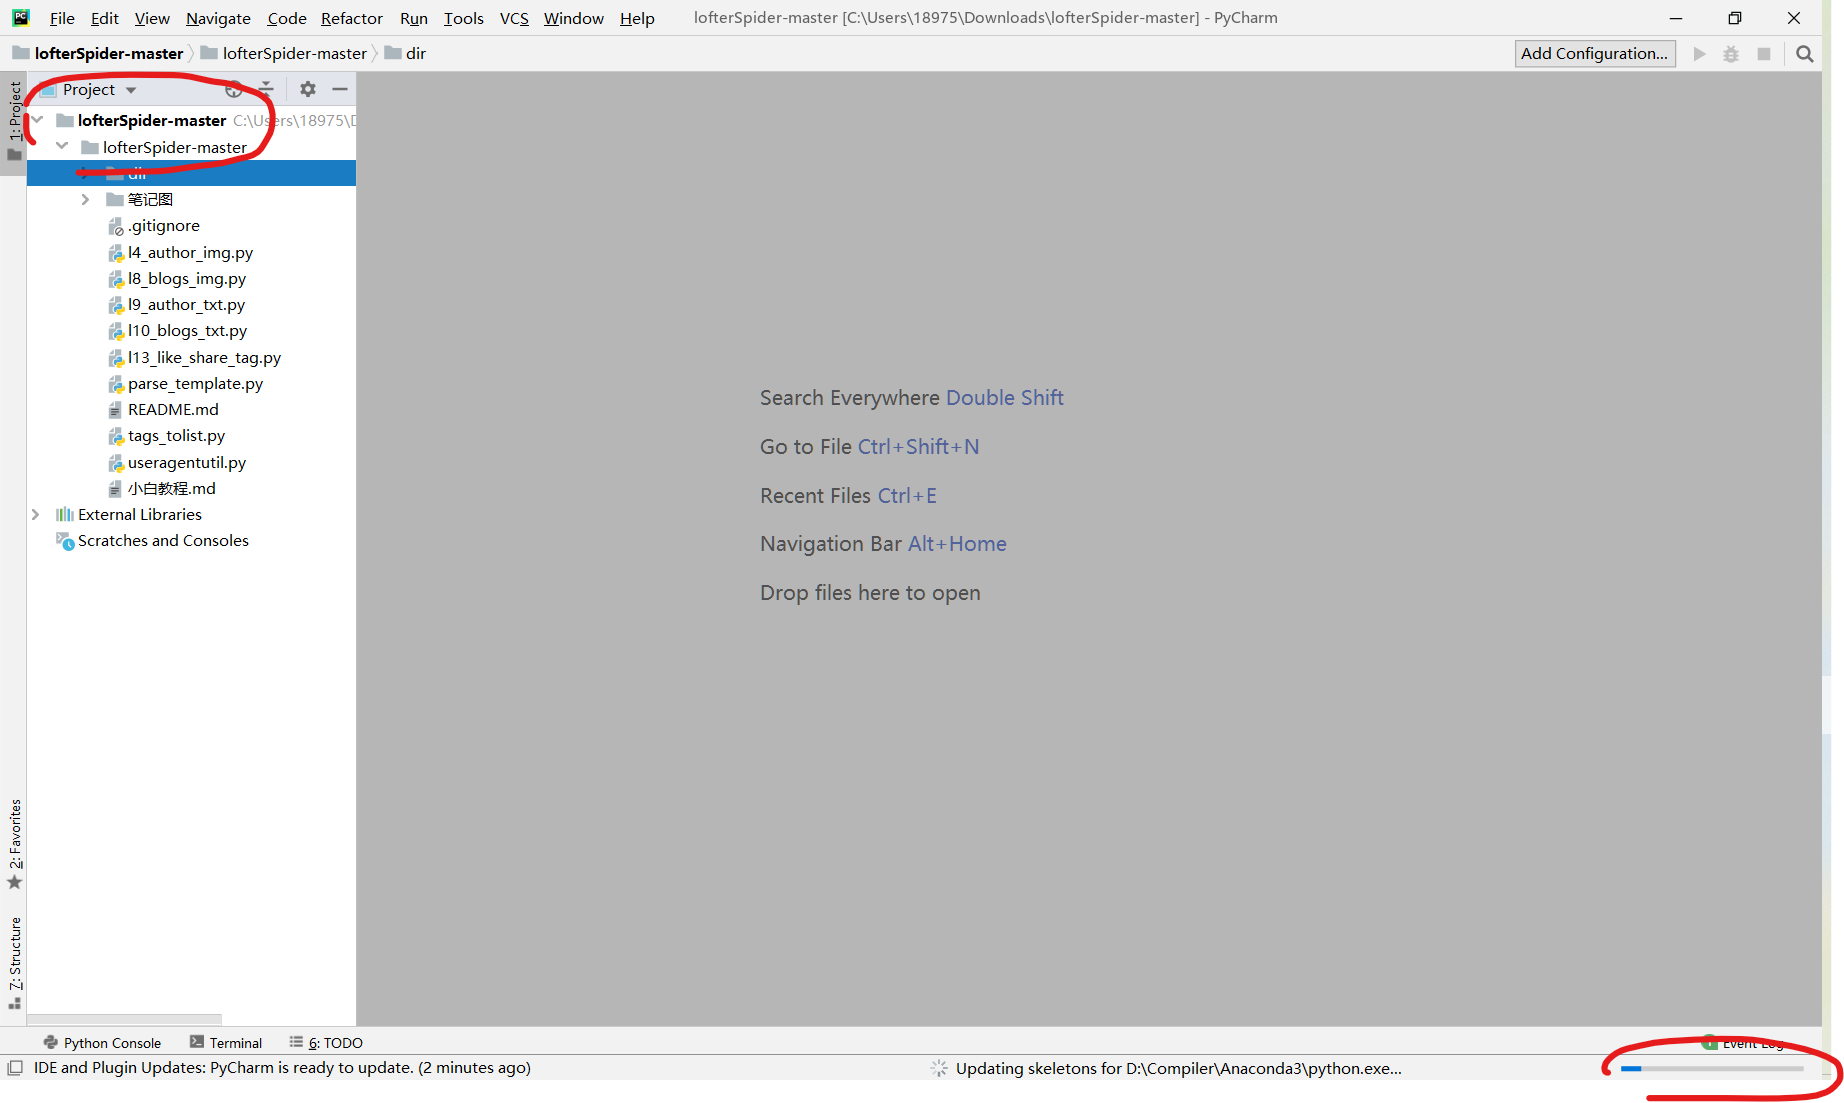 File Edit View Navigate Code Refactor Run Tools VCS Window Help lofterSpider-master [C:\Users\18975\Downloads\lofterSpider-master] - PyCharm
lofterSpider-master lofterSpider-master dir Add Configuration...
1: Project
Project
lofterSpider-master C:\Users\18975\D
lofterSpider-master
dir
笔记图
.gitignore
l4_author_img.py
l8_blogs_img.py
l9_author_txt.py
l10_blogs_txt.py
l13_like_share_tag.py
parse_template.py
README.md
tags_tolist.py
useragentutil.py
小白教程.md
External Libraries
Scratches and Consoles
Search Everywhere Double Shift
Go to File Ctrl+Shift+N
Recent Files Ctrl+E
Navigation Bar Alt+Home
Drop files here to open
2: Favorites
7: Structure
Python Console Terminal 6: TODO Event Log
IDE and Plugin Updates: PyCharm is ready to update. (2 minutes ago) Updating skeletons for D:\Compiler\Anaconda3\python.exe...